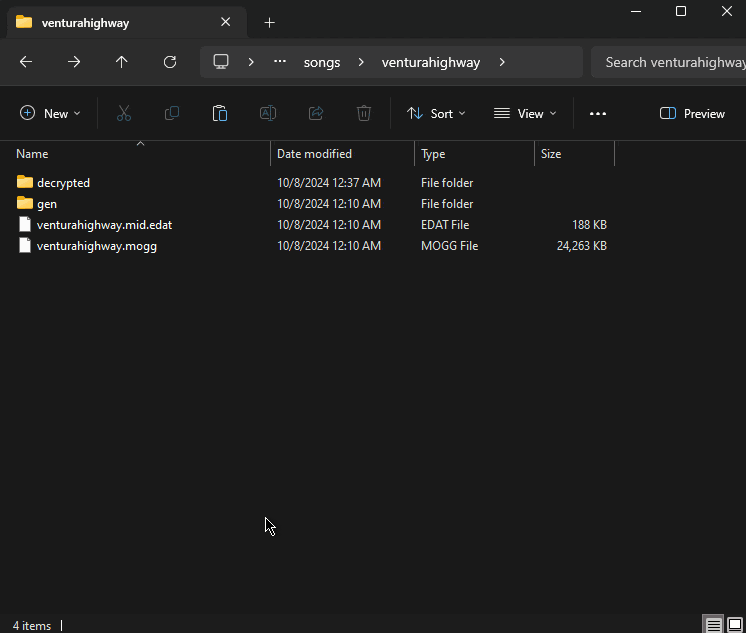 venturahighway
songs venturahighway Search venturahighway
New Sort View Preview
Name Date modified Type Size
decrypted 10/8/2024 12:37 AM File folder
gen 10/8/2024 12:10 AM File folder
venturahighway.mid.edat 10/8/2024 12:10 AM EDAT File 188 KB
venturahighway.mogg 10/8/2024 12:10 AM MOGG File 24,263 KB
4 items